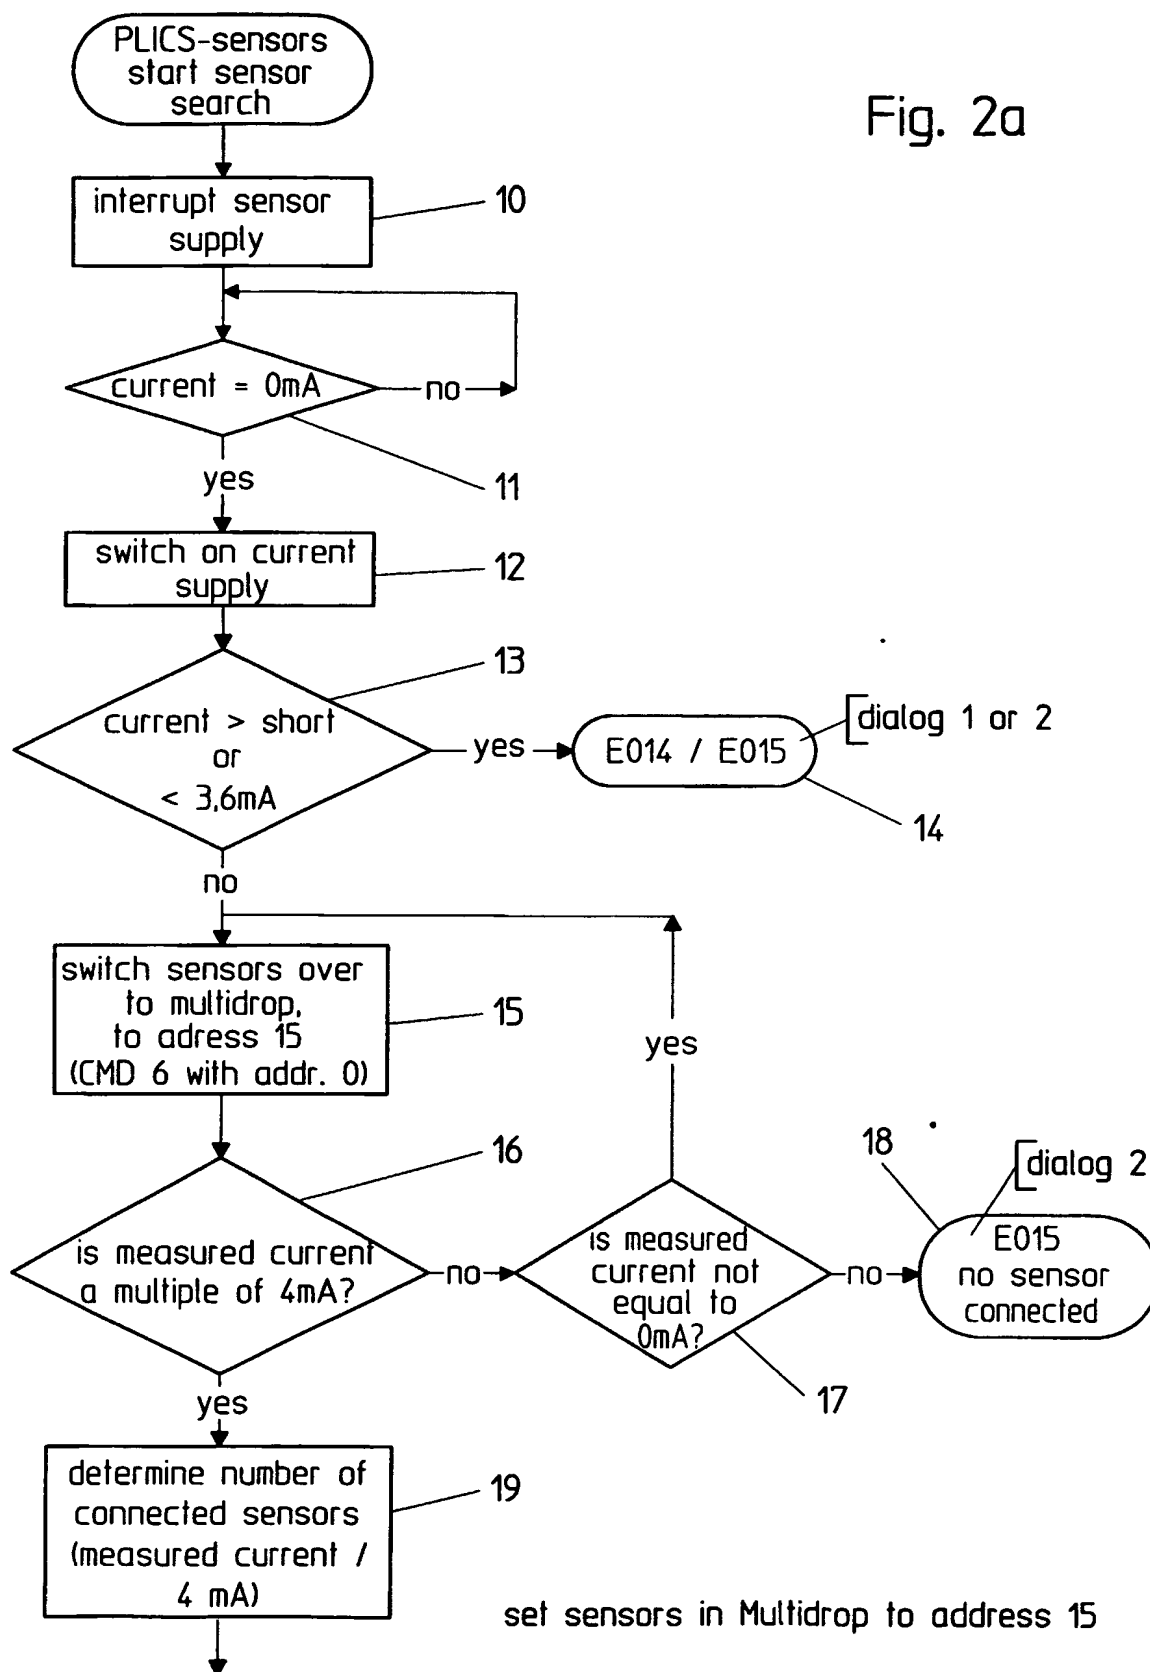 PLICS-sensors
start sensor
search
Fig. 2a
interrupt sensor
supply
10
current = 0mA
no
11
yes
switch on current
supply
12
13
current > short
or
< 3,6mA
yes
E014 / E015
dialog 1 or 2
14
no
switch sensors over
to multidrop,
to adress 15
(CMD 6 with addr. 0)
15
yes
16
is measured current
a multiple of 4mA?
no
is measured
current not
equal to
0mA?
17
no
18
dialog 2
E015
no sensor
connected
yes
determine number of
connected sensors
(measured current /
4 mA)
19
set sensors in Multidrop to address 15